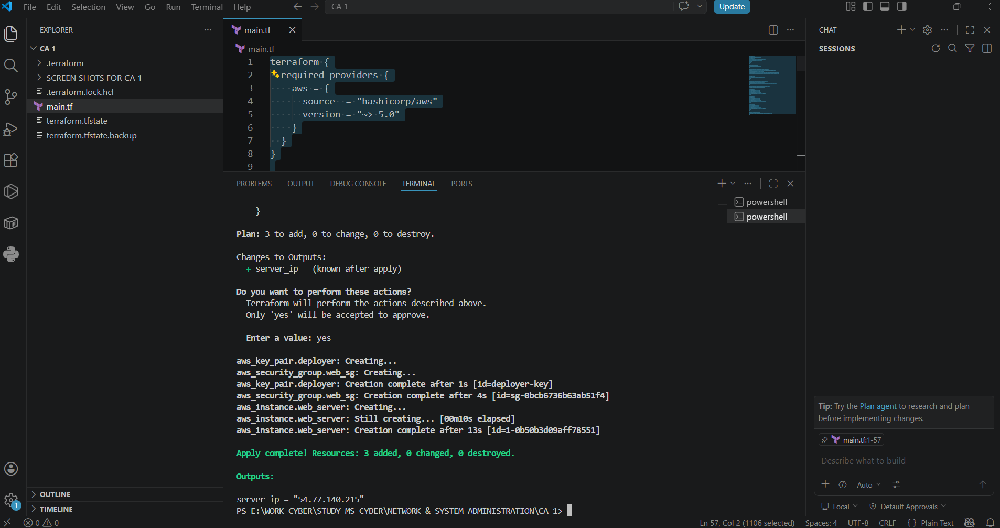 File Edit Selection View Go Run Terminal Help
CA 1
Update
EXPLORER
CA 1
.terraform
SCREEN SHOTS FOR CA 1
.terraform.lock.hcl
main.tf
terraform.tfstate
terraform.tfstate.backup
OUTLINE
TIMELINE
main.tf
main.tf
1 terraform {
2 required_providers {
3 aws = {
4 source = "hashicorp/aws"
5 version = "~> 5.0"
6 }
7 }
8 }
9
PROBLEMS OUTPUT DEBUG CONSOLE TERMINAL PORTS
}
Plan: 3 to add, 0 to change, 0 to destroy.
Changes to Outputs:
+ server_ip = (known after apply)
Do you want to perform these actions?
Terraform will perform the actions described above.
Only 'yes' will be accepted to approve.
Enter a value: yes
aws_key_pair.deployer: Creating...
aws_security_group.web_sg: Creating...
aws_key_pair.deployer: Creation complete after 1s [id=deployer-key]
aws_security_group.web_sg: Creation complete after 4s [id=sg-0bcb6736b63ab51f4]
aws_instance.web_server: Creating...
aws_instance.web_server: Still creating... [00m10s elapsed]
aws_instance.web_server: Creation complete after 13s [id=i-0b50b3d09aff78551]
Apply complete! Resources: 3 added, 0 changed, 0 destroyed.
Outputs:
server_ip = "54.77.140.215"
PS E:\WORK CYBER\STUDY MS CYBER\NETWORK & SYSTEM ADMINISTRATION\CA 1>
powershell
powershell
CHAT
SESSIONS
Tip: Try the Plan agent to research and plan
before implementing changes.
main.tf:1-57
Describe what to build
Auto
Local Default Approvals
1
0 0
Ln 57, Col 2 (1106 selected) Spaces: 4 UTF-8 CRLF { } Plain Text